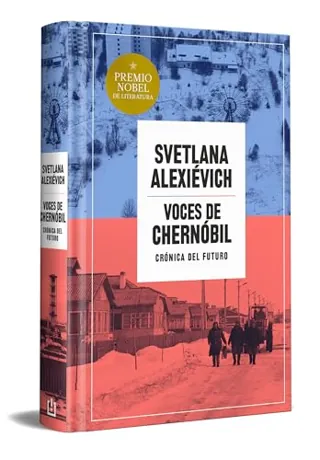 PREMIO
NOBEL
DE LITERATURA
SVETLANA
ALEXIÉVICH
VOCES DE
CHERNÓBIL
CRÓNICA DEL FUTURO
SVETLANA
ALEXIÉVICH
VOCES DE
CHERNÓBIL
CRÓNICA DEL
FUTURO